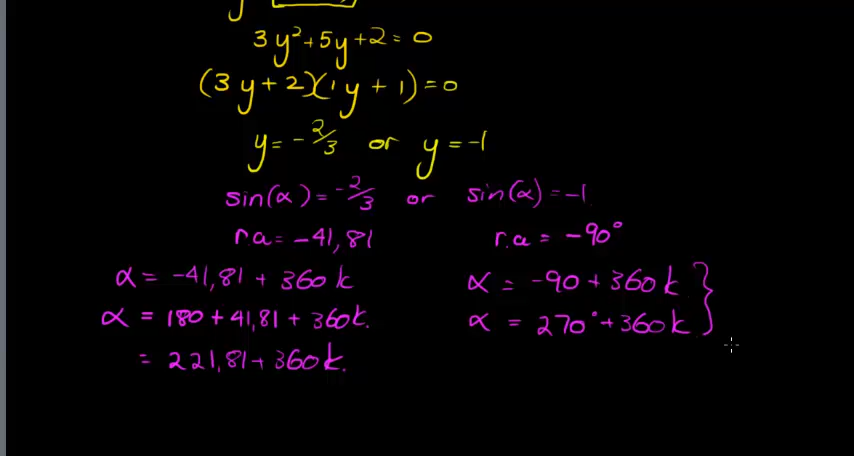 3y²+5y+2=0
(3y+2)(1y+1)=0
y=-2/3 or y=-1
sin(α)=-2/3 or sin(α)=-1
r.a=-41,81 r.a=-90°
α=-41,81+360k α=-90+360k
α=180+41,81+360k. α=270°+360k
=221,81+360k.